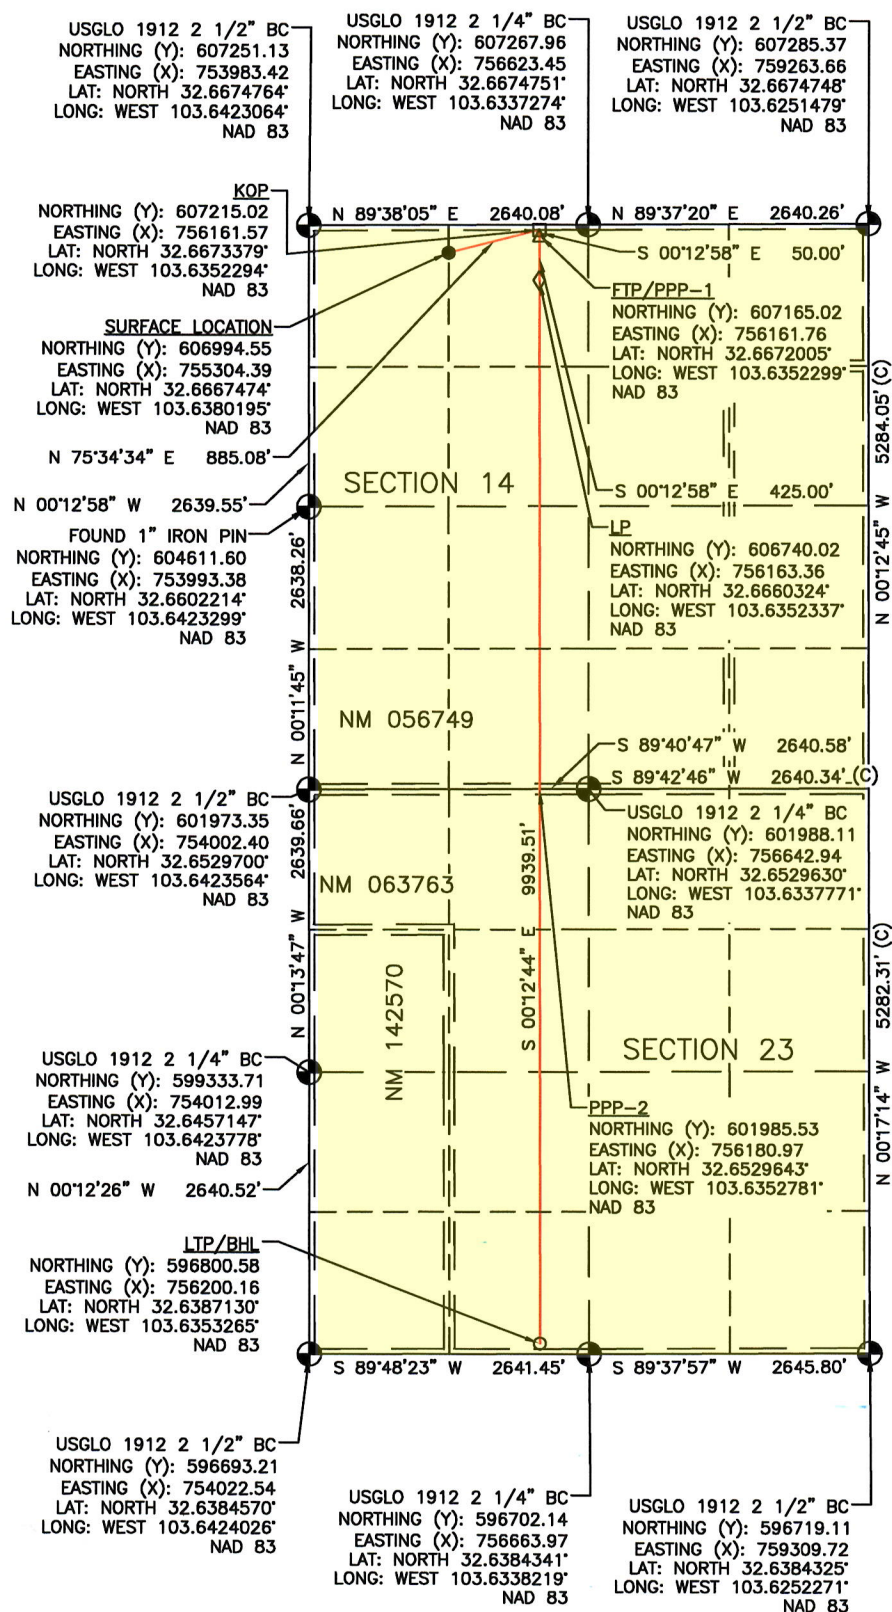 USGLO 1912 2 1/2" BC
NORTHING (Y): 607251.13
EASTING (X): 753983.42
LAT: NORTH 32.6674764°
LONG: WEST 103.6423064°
NAD 83
USGLO 1912 2 1/4" BC
NORTHING (Y): 607267.96
EASTING (X): 756623.45
LAT: NORTH 32.6674751°
LONG: WEST 103.6337274°
NAD 83
USGLO 1912 2 1/2" BC
NORTHING (Y): 607285.37
EASTING (X): 759263.66
LAT: NORTH 32.6674748°
LONG: WEST 103.6251479°
NAD 83
KOP
NORTHING (Y): 607215.02
EASTING (X): 756161.57
LAT: NORTH 32.6673379°
LONG: WEST 103.6352294°
NAD 83
N 89°38'05" E 2640.08'
N 89°37'20" E 2640.26'
S 00°12'58" E 50.00'
FTP/PPP-1
NORTHING (Y): 607165.02
EASTING (X): 756161.76
LAT: NORTH 32.6672005°
LONG: WEST 103.6352299°
NAD 83
SURFACE LOCATION
NORTHING (Y): 606994.55
EASTING (X): 755304.39
LAT: NORTH 32.6667474°
LONG: WEST 103.6380195°
NAD 83
N 75°34'34" E 885.08'
N 00°12'58" W 2639.55'
SECTION 14
S 00°12'58" E 425.00'
N 00°12'45" W 5284.05' (C)
FOUND 1" IRON PIN
NORTHING (Y): 604611.60
EASTING (X): 753993.38
LAT: NORTH 32.6602214°
LONG: WEST 103.6423299°
NAD 83
LP
NORTHING (Y): 606740.02
EASTING (X): 756163.36
LAT: NORTH 32.6660324°
LONG: WEST 103.6352337°
NAD 83
N 00°11'45" W 2638.26'
NM 056749
S 89°40'47" W 2640.58'
S 89°42'46" W 2640.34' (C)
USGLO 1912 2 1/2" BC
NORTHING (Y): 601973.35
EASTING (X): 754002.40
LAT: NORTH 32.6529700°
LONG: WEST 103.6423564°
NAD 83
USGLO 1912 2 1/4" BC
NORTHING (Y): 601988.11
EASTING (X): 756642.94
LAT: NORTH 32.6529630°
LONG: WEST 103.6337771°
NAD 83
NM 063763
N 00°13'47" W 2639.66'
S 00°12'44" E 9939.51'
NM 142570
SECTION 23
N 00°17'14" W 5282.31' (C)
USGLO 1912 2 1/4" BC
NORTHING (Y): 599333.71
EASTING (X): 754012.99
LAT: NORTH 32.6457147°
LONG: WEST 103.6423778°
NAD 83
N 00°12'26" W 2640.52'
PPP-2
NORTHING (Y): 601985.53
EASTING (X): 756180.97
LAT: NORTH 32.6529643°
LONG: WEST 103.6352781°
NAD 83
LTP/BHL
NORTHING (Y): 596800.58
EASTING (X): 756200.16
LAT: NORTH 32.6387130°
LONG: WEST 103.6353265°
NAD 83
S 89°48'23" W 2641.45'
S 89°37'57" W 2645.80'
USGLO 1912 2 1/2" BC
NORTHING (Y): 596693.21
EASTING (X): 754022.54
LAT: NORTH 32.6384570°
LONG: WEST 103.6424026°
NAD 83
USGLO 1912 2 1/4" BC
NORTHING (Y): 596702.14
EASTING (X): 756663.97
LAT: NORTH 32.6384341°
LONG: WEST 103.6338219°
NAD 83
USGLO 1912 2 1/2" BC
NORTHING (Y): 596719.11
EASTING (X): 759309.72
LAT: NORTH 32.6384325°
LONG: WEST 103.6252271°
NAD 83